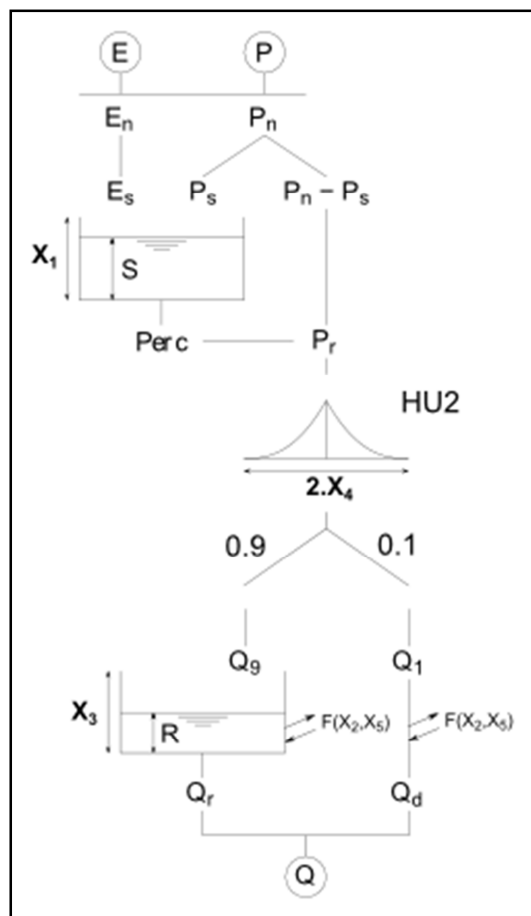 E P
Eₙ Pₙ
Eₛ Pₛ Pₙ − Pₛ
X₁
S
Perc Pᵣ
HU2
2.X₄
0.9 0.1
Q₉ Q₁
X₃
R F(X₂,X₅) F(X₂,X₅)
Qᵣ Q_d
Q